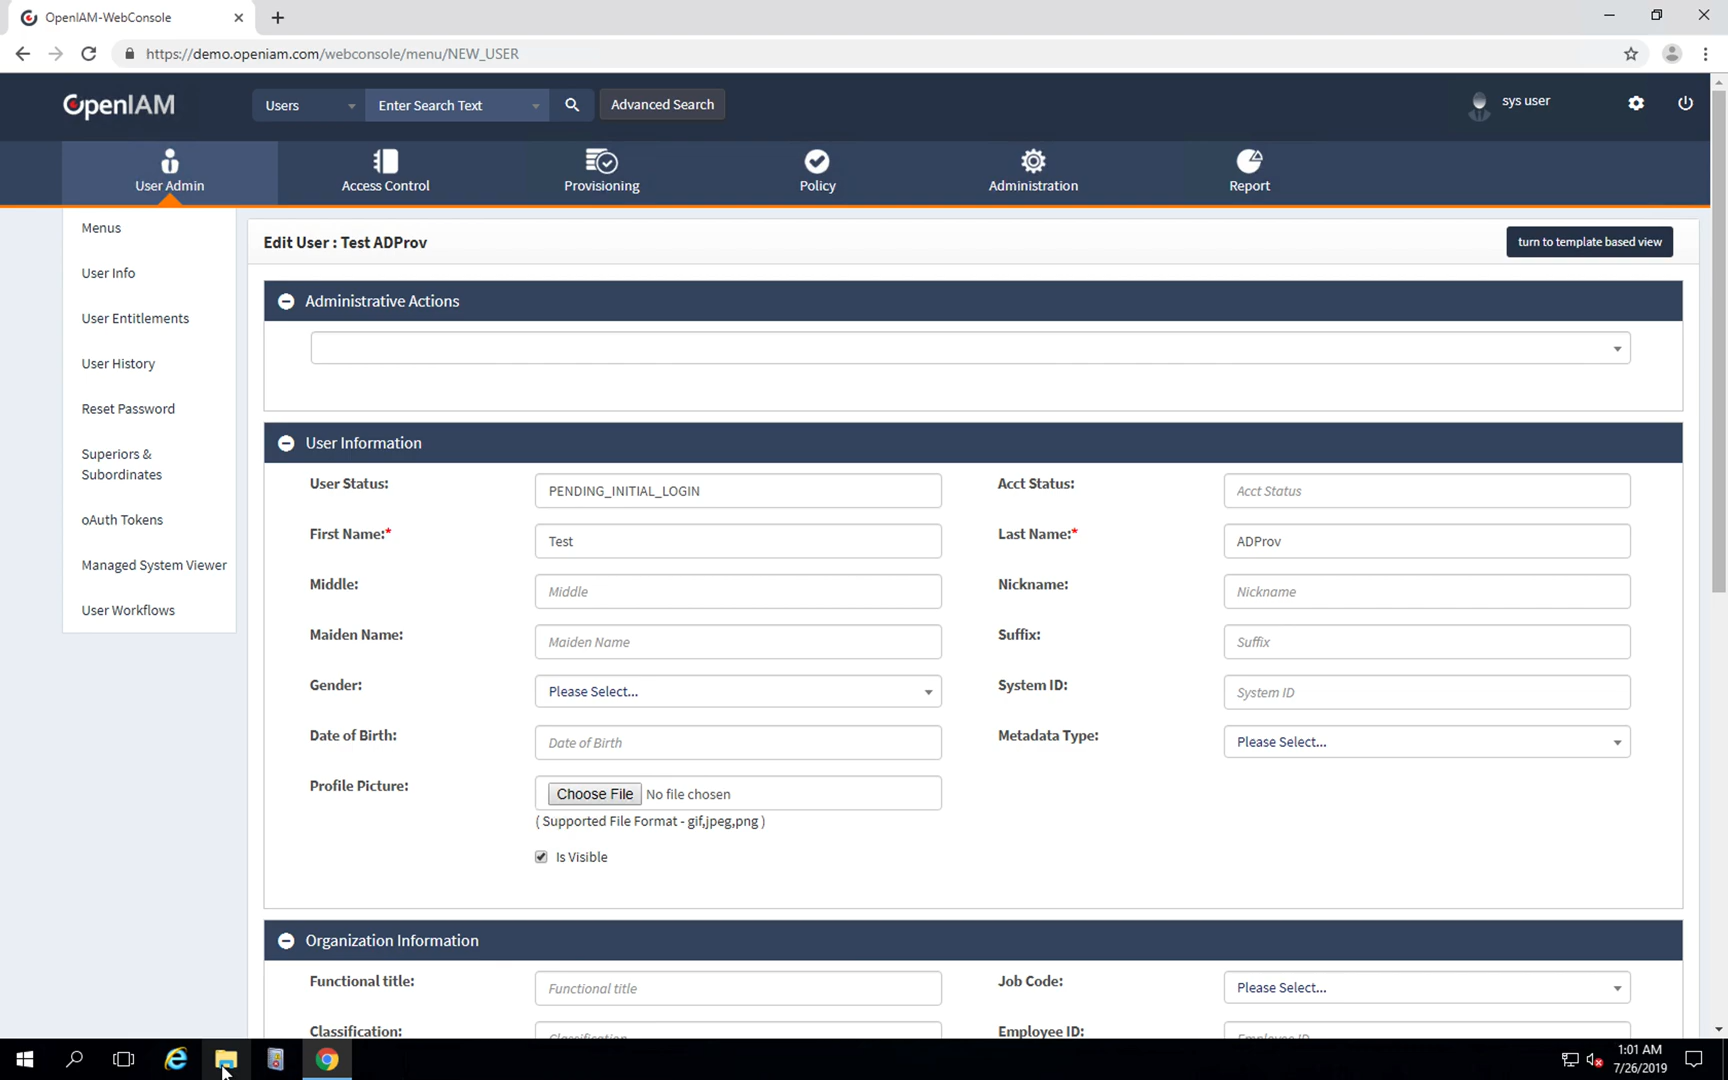 OpenIAM-WebConsole
https://demo.openiam.com/webconsole/menu/NEW_USER
OpenIAM
Users
Enter Search Text
Advanced Search
sys user
User Admin
Access Control
Provisioning
Policy
Administration
Report
Menus
User Info
User Entitlements
User History
Reset Password
Superiors &
Subordinates
oAuth Tokens
Managed System Viewer
User Workflows
Edit User : Test ADProv
turn to template based view
Administrative Actions
User Information
User Status:
PENDING_INITIAL_LOGIN
Acct Status:
Acct Status
First Name:*
Test
Last Name:*
ADProv
Middle:
Middle
Nickname:
Nickname
Maiden Name:
Maiden Name
Suffix:
Suffix
Gender:
Please Select...
System ID:
System ID
Date of Birth:
Date of Birth
Metadata Type:
Please Select...
Profile Picture:
Choose File No file chosen
( Supported File Format - gif,jpeg,png )
Is Visible
Organization Information
Functional title:
Functional title
Job Code:
Please Select...
Classification:
Classification
Employee ID:
Employee ID
1:01 AM
7/26/2019